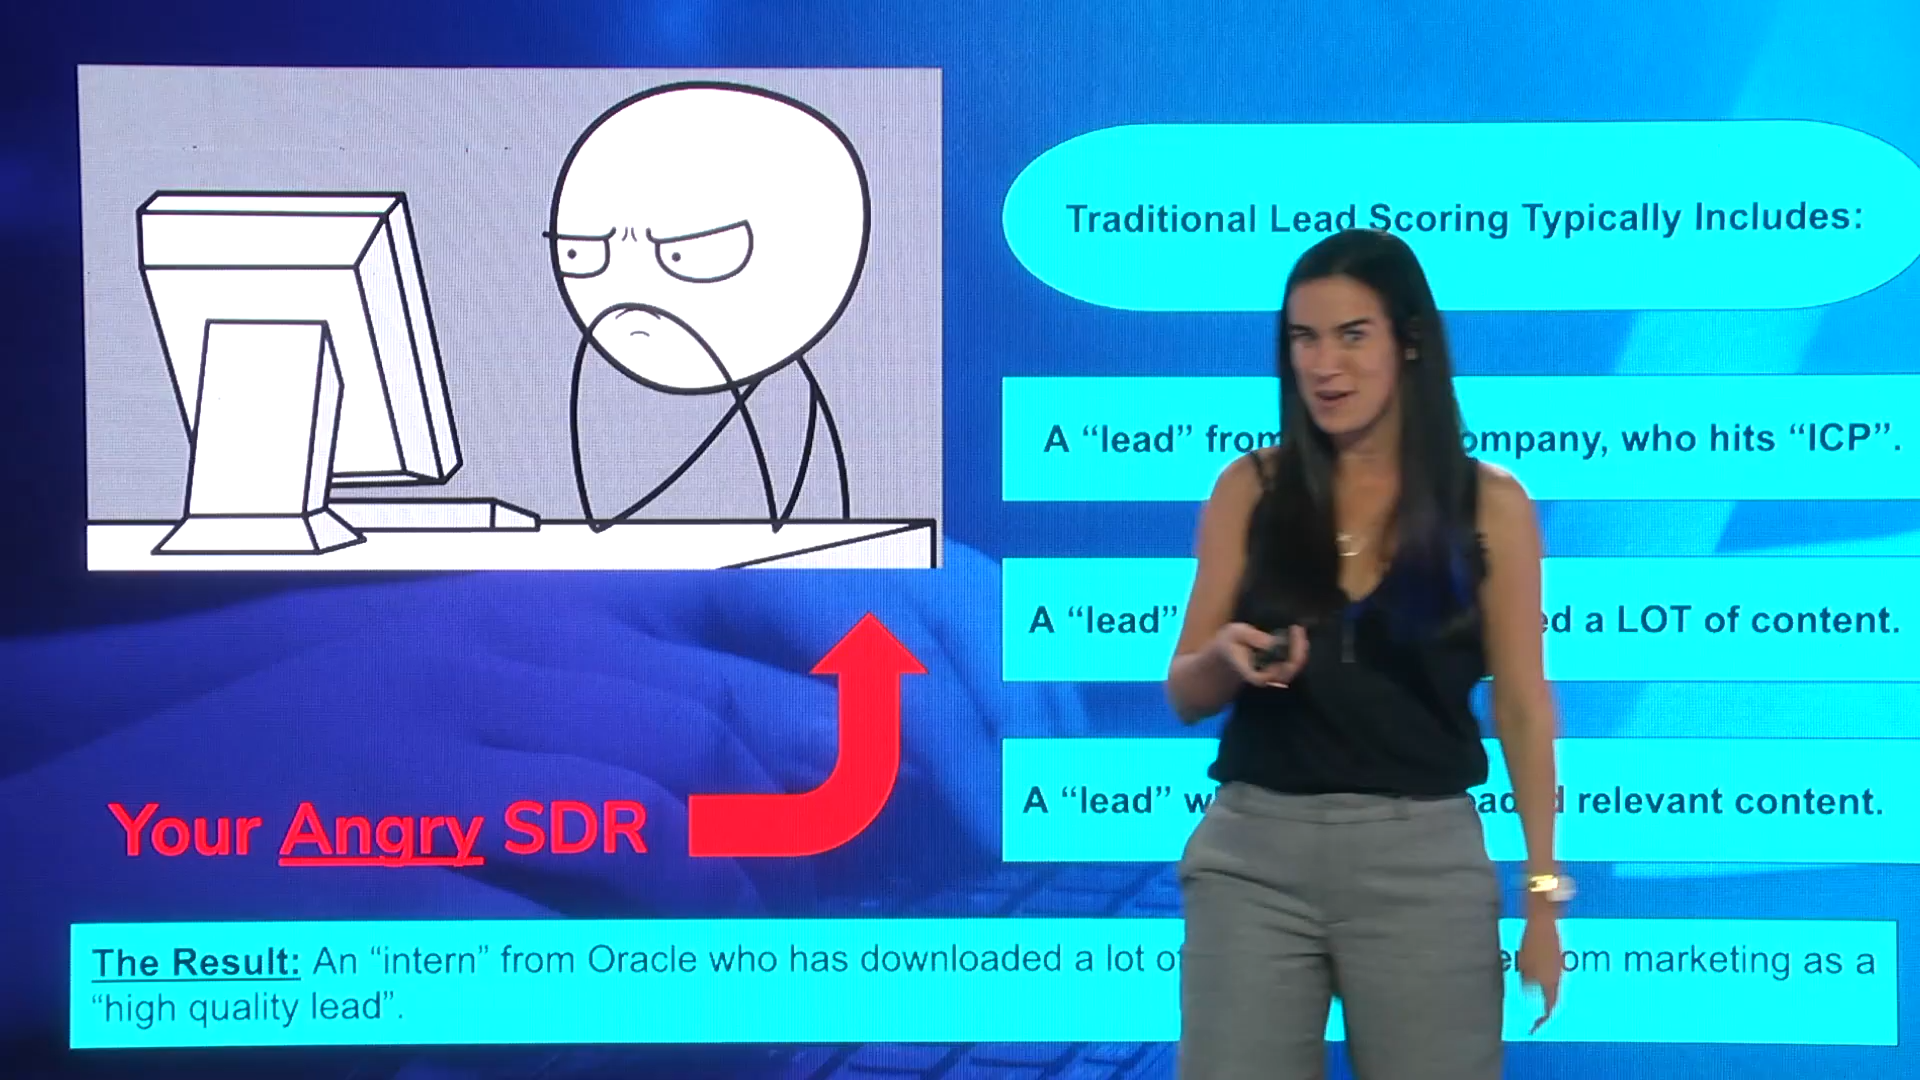 Traditional Lead Scoring Typically Includes:
A “lead” from ompany, who hits “ICP”.
A “lead” ed a LOT of content.
A “lead” relevant content.
Your Angry SDR
The Result: An “intern” from Oracle who has downloaded a lot om marketing as a
“high quality lead”.